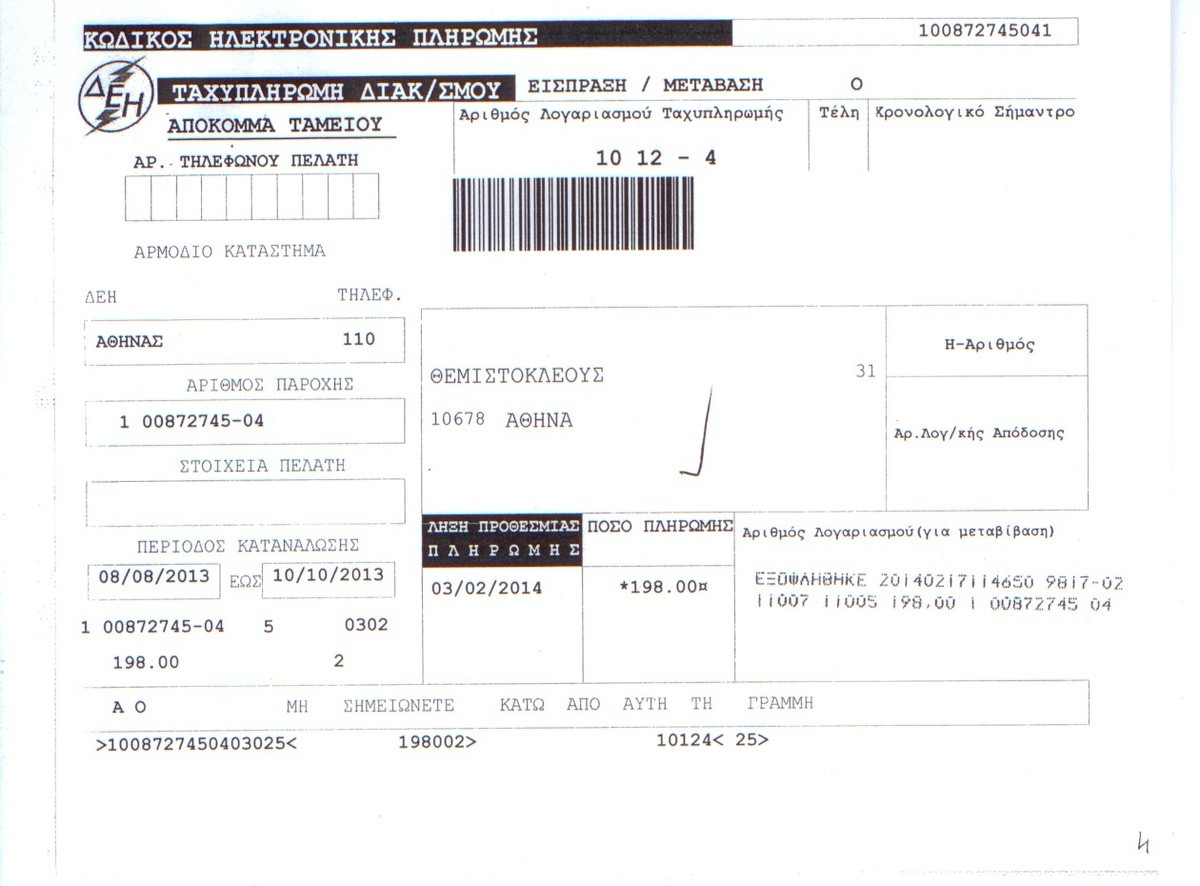 ΚΩΔΙΚΟΣ ΗΛΕΚΤΡΟΝΙΚΗΣ ΠΛΗΡΩΜΗΣ 100872745041
ΔΕΗ
ΤΑΧΥΠΛΗΡΩΜΗ ΔΙΑΚ/ΣΜΟΥ ΕΙΣΠΡΑΞΗ / ΜΕΤΑΒΑΣΗ Ο
ΑΠΟΚΟΜΜΑ ΤΑΜΕΙΟΥ
Αριθμός Λογαριασμού Ταχυπληρωμής Τέλη Κρονολογικό Σήμαντρο
10 12 - 4
ΑΡ. ΤΗΛΕΦΩΝΟΥ ΠΕΛΑΤΗ
ΑΡΜΟΔΙΟ ΚΑΤΑΣΤΗΜΑ
ΔΕΗ ΤΗΛΕΦ.
ΑΘΗΝΑΣ 110
ΑΡΙΘΜΟΣ ΠΑΡΟΧΗΣ
1 00872745-04
ΣΤΟΙΧΕΙΑ ΠΕΛΑΤΗ
ΘΕΜΙΣΤΟΚΛΕΟΥΣ 31
10678 ΑΘΗΝΑ
Η-Αριθμός
Αρ.Λογ/κής Απόδοσης
ΠΕΡΙΟΔΟΣ ΚΑΤΑΝΑΛΩΣΗΣ
08/08/2013 ΕΩΣ 10/10/2013
1 00872745-04 5 0302
198.00 2
ΛΗΞΗ ΠΡΟΘΕΣΜΙΑΣ
ΠΛΗΡΩΜΗΣ
03/02/2014
ΠΟΣΟ ΠΛΗΡΩΜΗΣ
*198.00¤
Αριθμός Λογαριασμού(για μεταβίβαση)
ΕΞΟΦΛΗΘΗΚΕ 20140217114650 9817-02
11007 11005 198,00 1 00872745 04
Α Ο ΜΗ ΣΗΜΕΙΩΝΕΤΕ ΚΑΤΩ ΑΠΟ ΑΥΤΗ ΤΗ ΓΡΑΜΜΗ
>1008727450403025< 198002> 10124< 25>